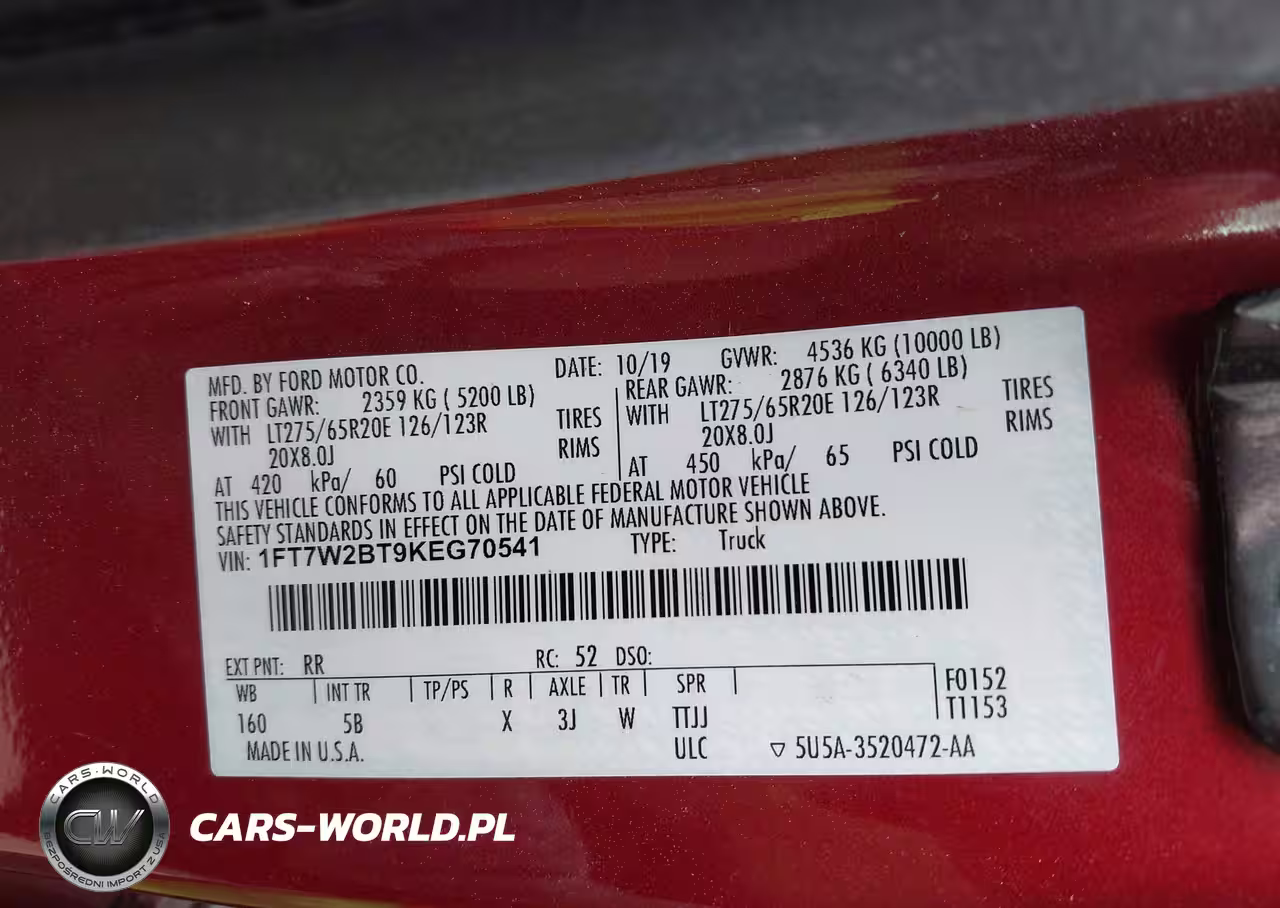 MFD. BY FORD MOTOR CO. DATE: 10/19 GVWR: 4536 KG (10000 LB)
FRONT GAWR: 2359 KG ( 5200 LB) REAR GAWR: 2876 KG ( 6340 LB)
WITH LT275/65R20E 126/123R TIRES WITH LT275/65R20E 126/123R TIRES
20X8.0J RIMS 20X8.0J RIMS
AT 420 kPa/ 60 PSI COLD AT 450 kPa/ 65 PSI COLD
THIS VEHICLE CONFORMS TO ALL APPLICABLE FEDERAL MOTOR VEHICLE
SAFETY STANDARDS IN EFFECT ON THE DATE OF MANUFACTURE SHOWN ABOVE.
VIN: 1FT7W2BT9KEG70541 TYPE: Truck
EXT PNT: RR RC: 52 DSO:
WB INT TR TP/PS R AXLE TR SPR F0152
160 5B X 3J W TTJJ T1153
MADE IN U.S.A. ULC ▽ 5U5A-3520472-AA
CARS-WORLD
CW
BEZPOŚREDNI IMPORT Z USA
CARS-WORLD.PL